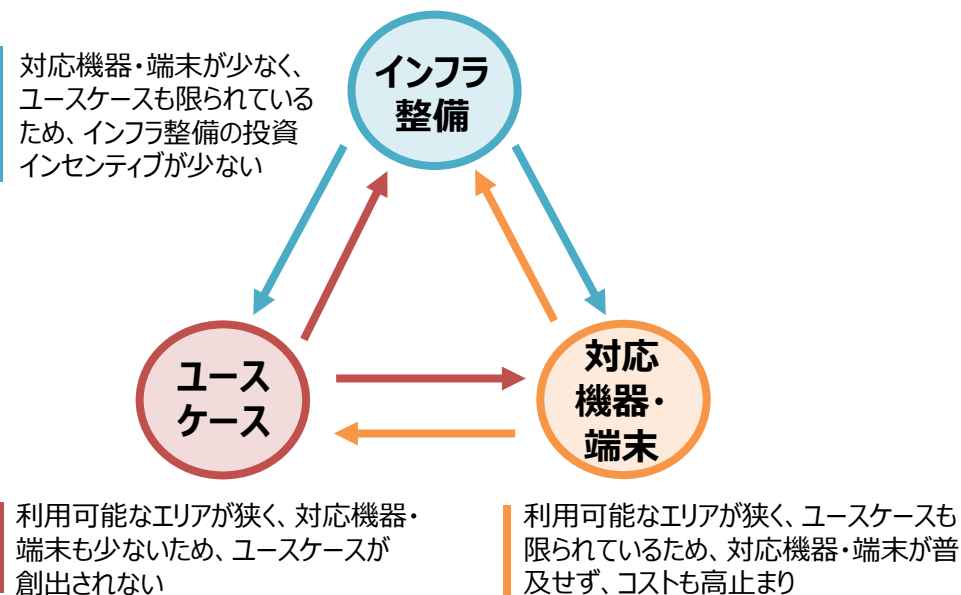 対応機器・端末が少なく、
ユースケースも限られている
ため、インフラ整備の投資
インセンティブが少ない
インフラ
整備
ユース
ケース
対応
機器・
端末
利用可能なエリアが狭く、対応機器・
端末も少ないため、ユースケースが
創出されない
利用可能なエリアが狭く、ユースケースも
限られているため、対応機器・端末が普
及せず、コストも高止まり